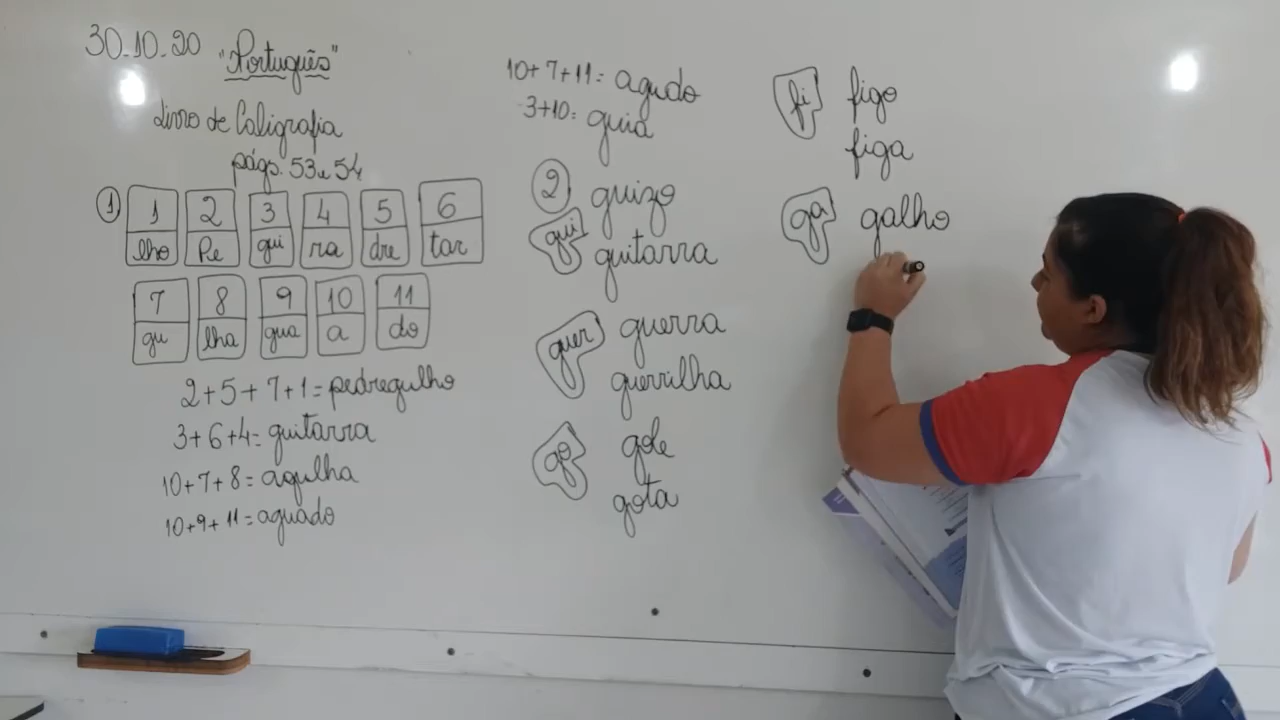 30.10.20 "Português"
Livro de Caligrafia
págs. 53 e 54
1 1 2 3 4 5 6
lho Pe gui ra dre tar
7 8 9 10 11
gu lha gua a do
2+5+7+1=pedregulho
3+6+4=guitarra
10+7+8=agulha
10+9+11=aguado
10+7+11=agudo
3+10=guia
2 guizo
gui guitarra
guer guerra
guerrilha
go gole
gota
fi figo
figa
ga galho